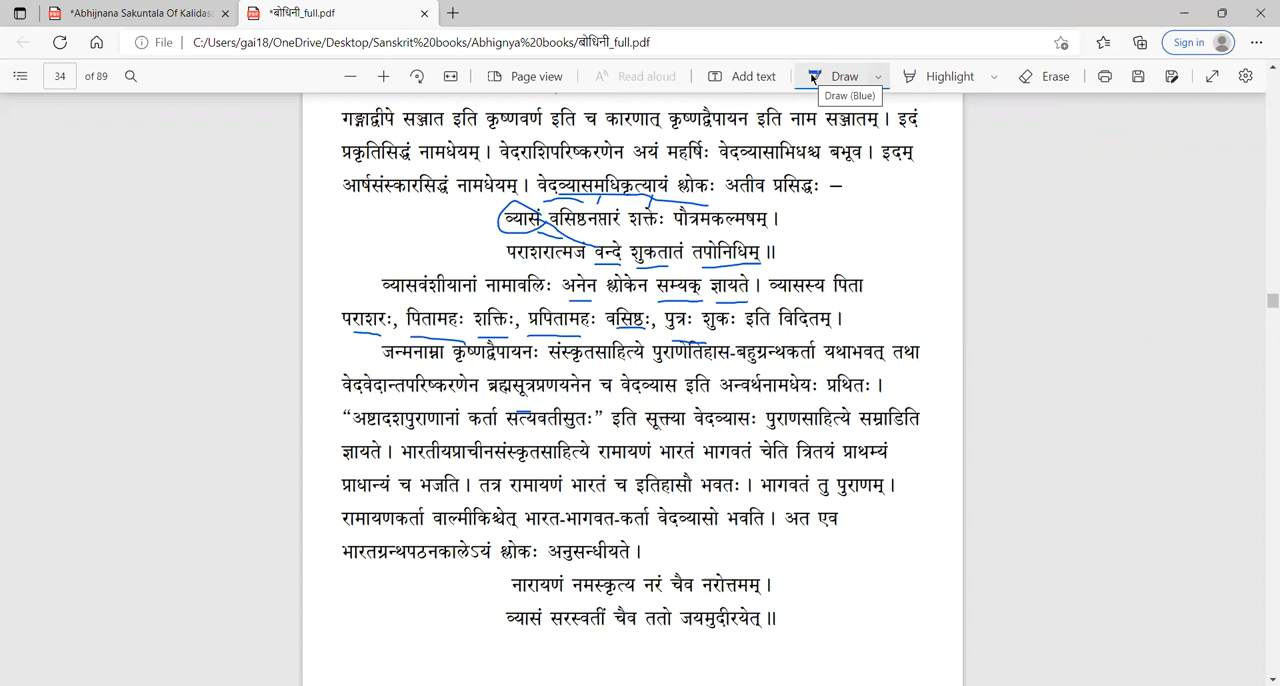 *Abhijnana Sakuntala Of Kalidas
*बोधिनी_full.pdf
File
C:/Users/gai18/OneDrive/Desktop/Sanskrit%20books/Abhignya%20books/बोधिनी_full.pdf
Sign in
34 of 89
Page view
Read aloud
Add text
Draw
Highlight
Erase
Draw (Blue)
गङ्गाद्वीपे सञ्जात इति कृष्णवर्ण इति च कारणात् कृष्णद्वैपायन इति नाम सञ्जातम् । इदं
प्रकृतिसिद्धं नामधेयम् । वेदराशिपरिष्करणेन अयं महर्षिः वेदव्यासाभिधश्च बभूव । इदम्
आर्षसंस्कारसिद्धं नामधेयम् । वेदव्यासमधिकृत्यायं श्लोकः अतीव प्रसिद्धः –
व्यासं वसिष्ठनप्तारं शक्तेः पौत्रमकल्मषम् ।
पराशरात्मजं वन्दे शुकतातं तपोनिधिम् ॥
व्यासवंशीयानां नामावलिः अनेन श्लोकेन सम्यक् ज्ञायते । व्यासस्य पिता
पराशरः, पितामहः शक्तिः, प्रपितामहः वसिष्ठः, पुत्रः शुकः इति विदितम् ।
जन्मनाम्ना कृष्णद्वैपायनः संस्कृतसाहित्ये पुराणेतिहास-बहुग्रन्थकर्ता यथाभवत् तथा
वेदवेदान्तपरिष्करणेन ब्रह्मसूत्रप्रणयनेन च वेदव्यास इति अन्वर्थनामधेयः प्रथितः ।
“अष्टादशपुराणानां कर्ता सत्यवतीसुतः” इति सूक्त्या वेदव्यासः पुराणसाहित्ये सम्राडिति
ज्ञायते । भारतीयप्राचीनसंस्कृतसाहित्ये रामायणं भारतं भागवतं चेति त्रितयं प्राथम्यं
प्राधान्यं च भजति । तत्र रामायणं भारतं च इतिहासौ भवतः । भागवतं तु पुराणम् ।
रामायणकर्ता वाल्मीकिश्चेत् भारत-भागवत-कर्ता वेदव्यासो भवति । अत एव
भारतग्रन्थपठनकालेऽयं श्लोकः अनुसन्धीयते ।
नारायणं नमस्कृत्य नरं चैव नरोत्तमम् ।
व्यासं सरस्वतीं चैव ततो जयमुदीरयेत् ॥